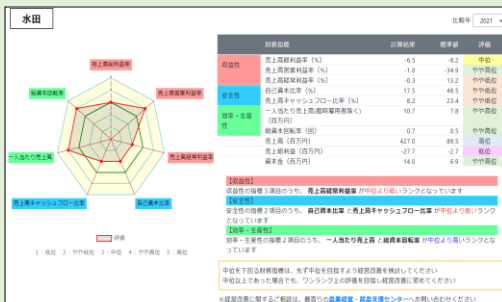 水田
比較年 2021
売上高総利益率
総資本回転率
売上高営業利益率
5
一人当たり売上高
売上高経常利益率
売上高キャッシュフロー比率
自己資本比率
評価
1：低位 2：やや低位 3：中位 4：やや高位 5：高位
財務指標 計算結果 標準値 評価
収益性
売上高総利益率（%） -6.5 -8.2 中位
売上高営業利益率（%） -1.0 -34.9 やや高位
売上高経常利益率（%） -0.3 13.2 やや低位
安全性
自己資本比率（%） 17.5 48.5 やや低位
売上高キャッシュフロー比率（%） 8.2 23.4 やや低位
効率・生産性
一人当たり売上高(臨時雇用者除く)（百万円） 10.7 7.8 やや高位
総資本回転率（回） 0.7 0.5 やや高位
売上高（百万円） 427.0 89.5 高位
売上総利益（百万円） -27.7 -2.7 低位
資本金（百万円） 14.0 6.9 やや高位
【収益性】
収益性の指標3項目のうち、 売上高経常利益率 が中位より低いランクとなっています
【安全性】
安全性の指標2項目のうち、 自己資本比率 と 売上高キャッシュフロー比率 が中位より低いランク
となっています
【効率・生産性】
効率・生産性の指標2項目のうち、 一人当たり売上高 と 総資本回転率 が中位より高いランクとな
っています
中位を下回る財務指標は、先ず中位を目指すよう経営改善を検討してください
中位以上であった場合でも、ワンランク上の評価を目指し経営改善に努めてください
※経営改善に関するご相談は、最寄りの農業経営・就農支援センターへお問い合わせください